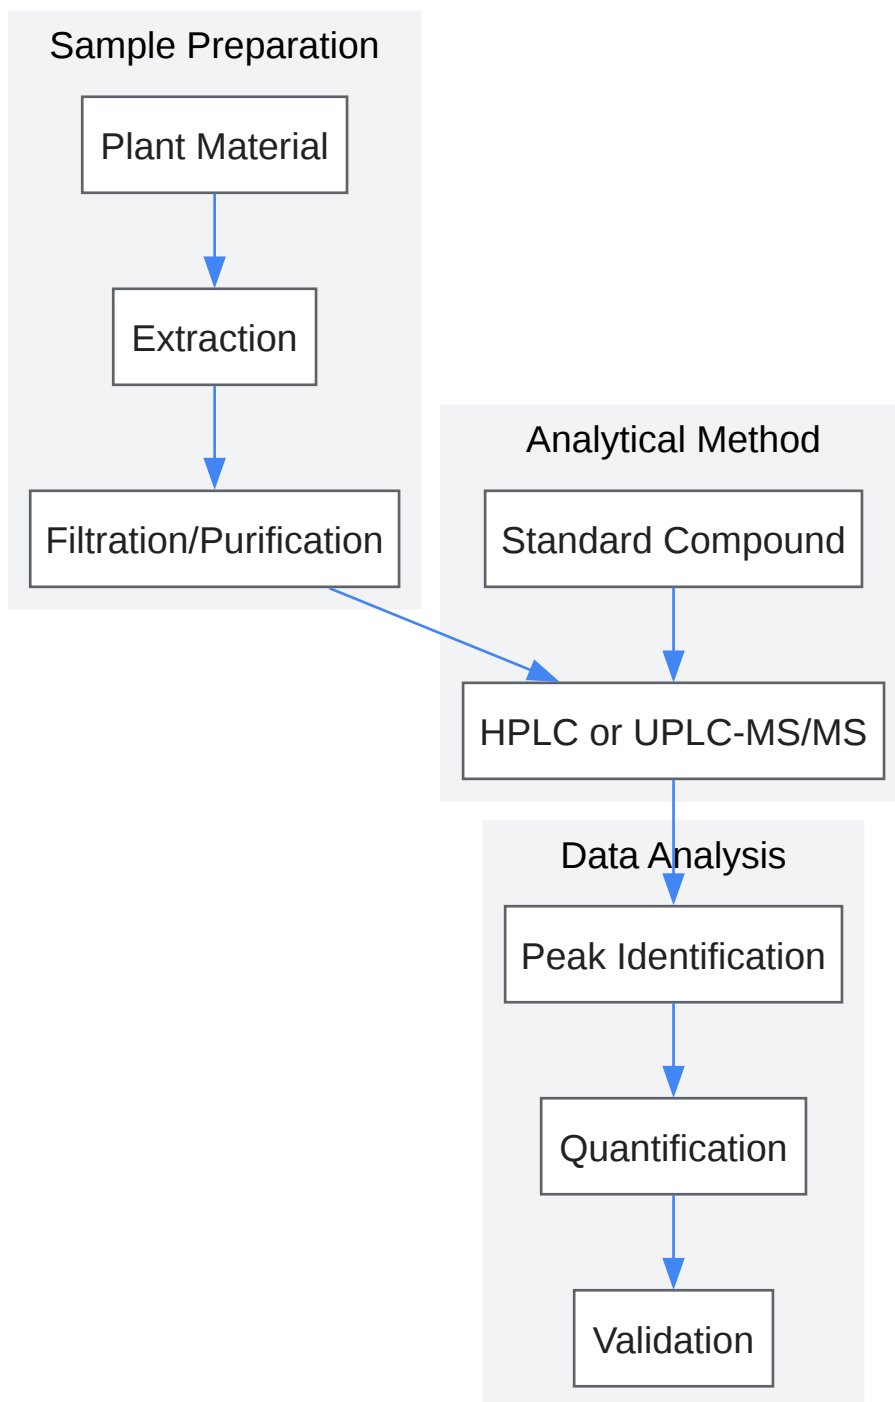 Sample Preparation
Plant Material
Extraction
Filtration/Purification
Analytical Method
Standard Compound
HPLC or UPLC-MS/MS
Data Analysis
Peak Identification
Quantification
Validation